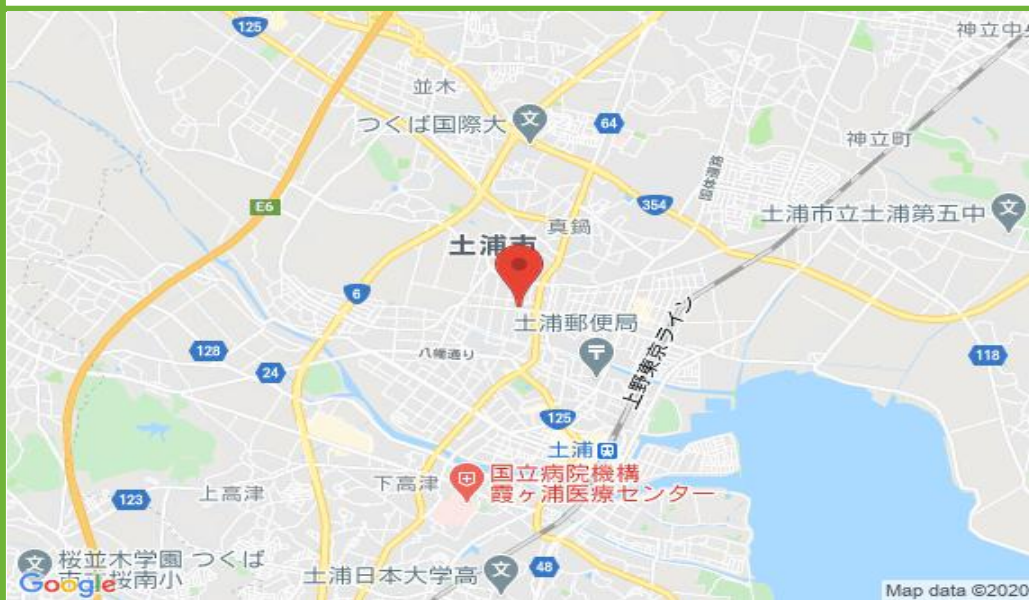 125
神立中央
並木
つくば国際大
64
神立町
国体道路
E6
354
土浦市立土浦第五中
真鍋
土浦市
6
土浦郵便局
上野東京ライン
128
八幡通り
118
24
125
土浦
国立病院機構
霞ヶ浦医療センター
下高津
上高津
123
桜並木学園 つくば
桜南小
土浦日本大学高
48
Google
Map data ©2020